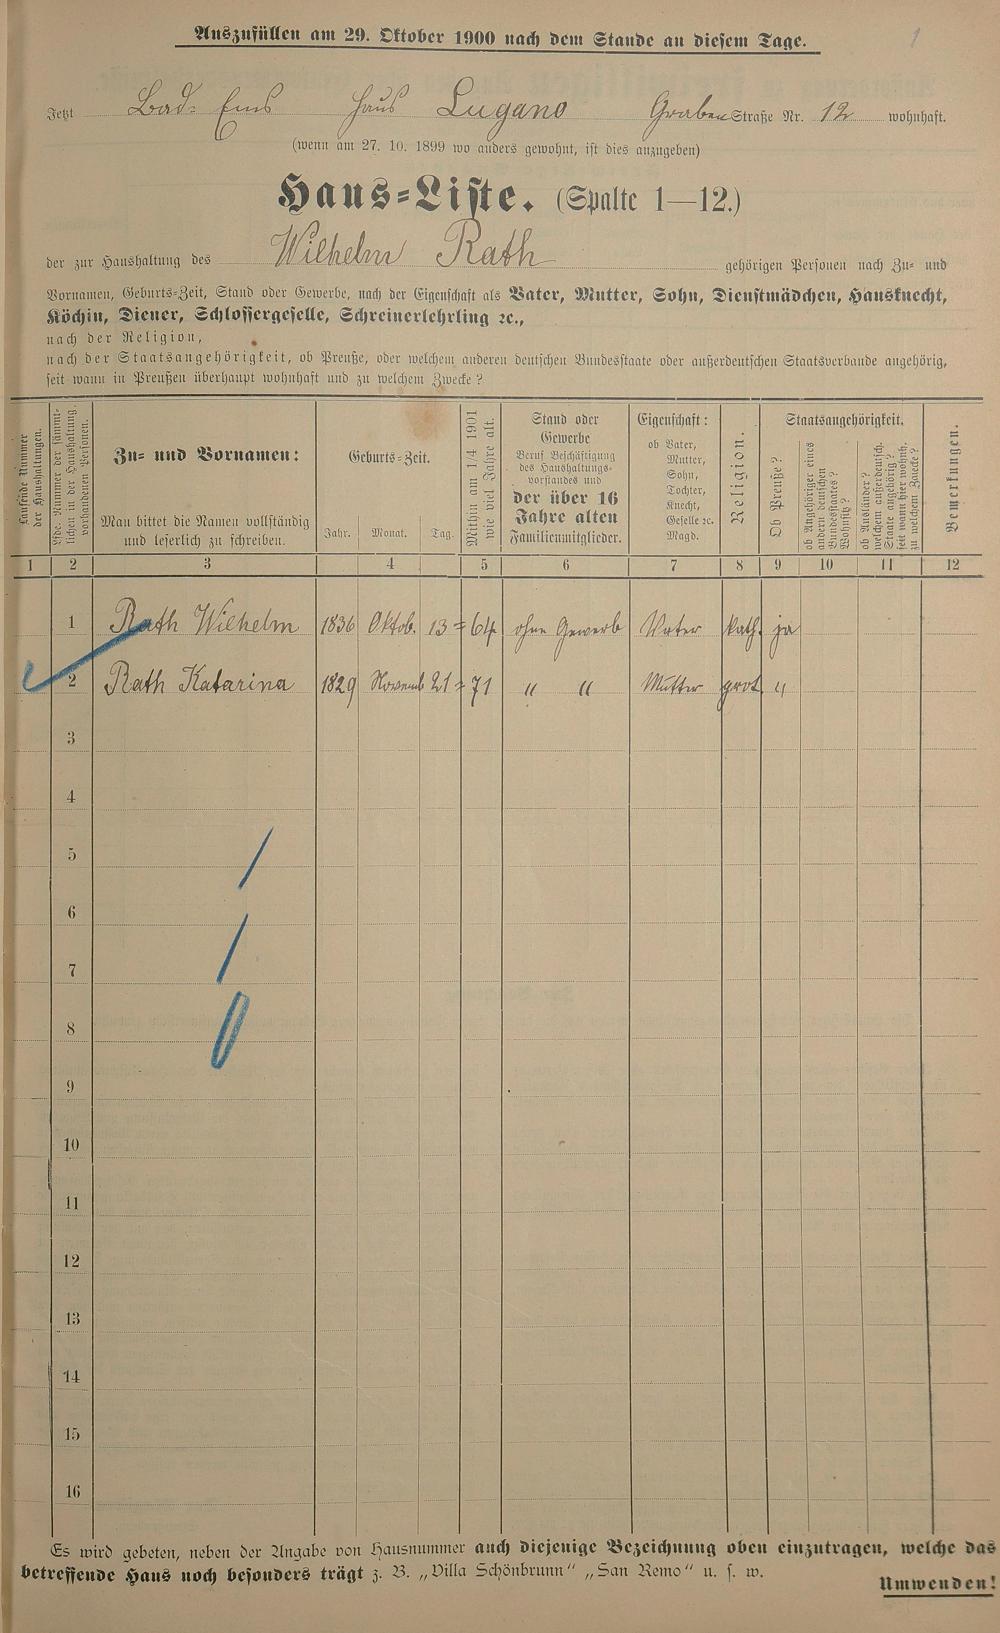 Auszufüllen am 29. Oktober 1900 nach dem Stande an diesem Tage.
1
Jetzt Bad-Ems Haus Lugano Graben Straße Nr. 12 wohnhaft.
(wenn am 27. 10. 1899 wo anders gewohnt, ist dies anzugeben)
Haus=Liste. (Spalte 1—12.)
der zur Haushaltung des Wilhelm Rath gehörigen Personen nach Zu= und
Vornamen, Geburts=Zeit, Stand oder Gewerbe, nach der Eigenschaft als Vater, Mutter, Sohn, Dienstmädchen, Hausknecht,
Köchin, Diener, Schlossergeselle, Schreinerlehrling ꝛc.,
nach der Religion,
nach der Staatsangehörigkeit, ob Preuße, oder welchem anderen deutschen Bundesstaate oder außerdeutschen Staatsverbande angehörig,
seit wann in Preußen überhaupt wohnhaft und zu welchem Zwecke?
Laufende Nummer
der Haushaltungen.
Lfde. Nummer der sämmt-
lichen in der Haushaltung
vorhandenen Personen.
Zu= und Vornamen:
Man bittet die Namen vollständig
und leserlich zu schreiben.
Geburts=Zeit.
Jahr. Monat. Tag.
Mithin am 1/4 1901
wie viel Jahre alt.
Stand oder
Gewerbe
Beruf Beschäftigung
des Haushaltungs-
vorstandes und
der über 16
Jahre alten
Familienmitglieder.
Eigenschaft:
ob Vater,
Mutter,
Sohn,
Tochter,
Knecht,
Geselle ꝛc.
Magd.
Religion.
Staatsangehörigkeit.
Ob Preuße?
ob Angehöriger eines
andern deutschen
Bundesstaates?
Wohnsitz?
ob Ausländer?
welchem außerdeutsch.
Staate angehörig?
seit wann hier wohnh.
zu welchem Zwecke?
Bemerkungen.
1 2 3 4 5 6 7 8 9 10 11 12
1 Rath Wilhelm 1836 Oktob. 13 = 64 ohne Gewerb Vater kath. ja
2 Rath Katarina 1829 Novemb 21 = 71 " " Mutter prot. "
3
4
5
6
7
8
9
10
11
12
13
14
15
16
Es wird gebeten, neben der Angabe von Hausnummer auch diejenige Bezeichnung oben einzutragen, welche das
betreffende Haus noch besonders trägt z. B. „Villa Schönbrunn“ „San Remo“ u. s. w.
Umwenden!